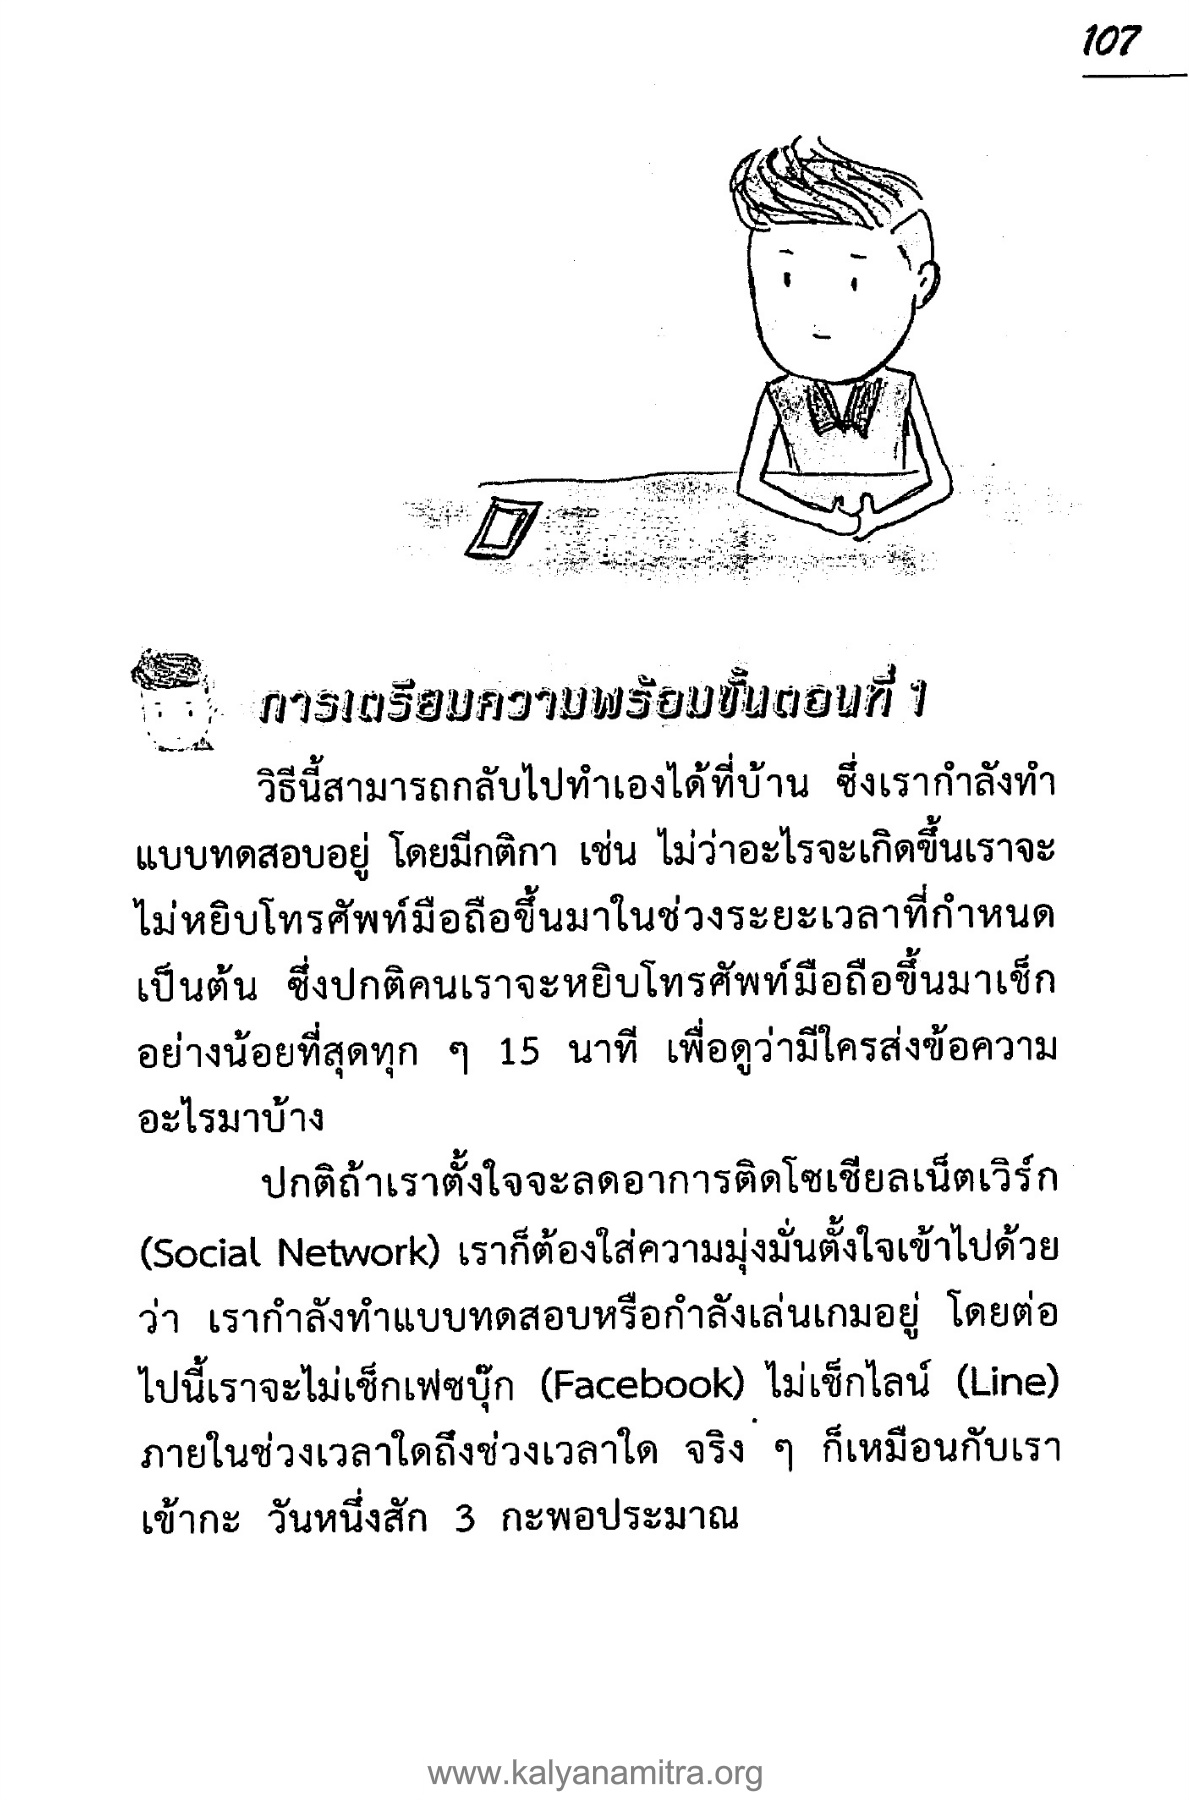 107
การเตรียมความพร้อมขั้นตอนที่ 1
วิธีนี้สามารถกลับไปทำเองได้ที่บ้าน ซึ่งเรากำลังทำ
แบบทดสอบอยู่ โดยมีกติกา เช่น ไม่ว่าอะไรจะเกิดขึ้นเราจะ
ไม่หยิบโทรศัพท์มือถือขึ้นมาในช่วงระยะเวลาที่กำหนด
เป็นต้น ซึ่งปกติคนเราจะหยิบโทรศัพท์มือถือขึ้นมาเช็ก
อย่างน้อยที่สุดทุก ๆ 15 นาที เพื่อดูว่ามีใครส่งข้อความ
อะไรมาบ้าง
ปกติถ้าเราตั้งใจจะลดอาการติดโซเชียลเน็ตเวิร์ก
(Social Network) เราก็ต้องใส่ความมุ่งมั่นตั้งใจเข้าไปด้วย
ว่า เรากำลังทำแบบทดสอบหรือกำลังเล่นเกมอยู่ โดยต่อ
ไปนี้เราจะไม่เช็กเฟซบุ๊ก (Facebook) ไม่เช็กไลน์ (Line)
ภายในช่วงเวลาใดถึงช่วงเวลาใด จริง ๆ ก็เหมือนกับเรา
เข้ากะ วันหนึ่งสัก 3 กะพอประมาณ
www.kalyanamitra.org